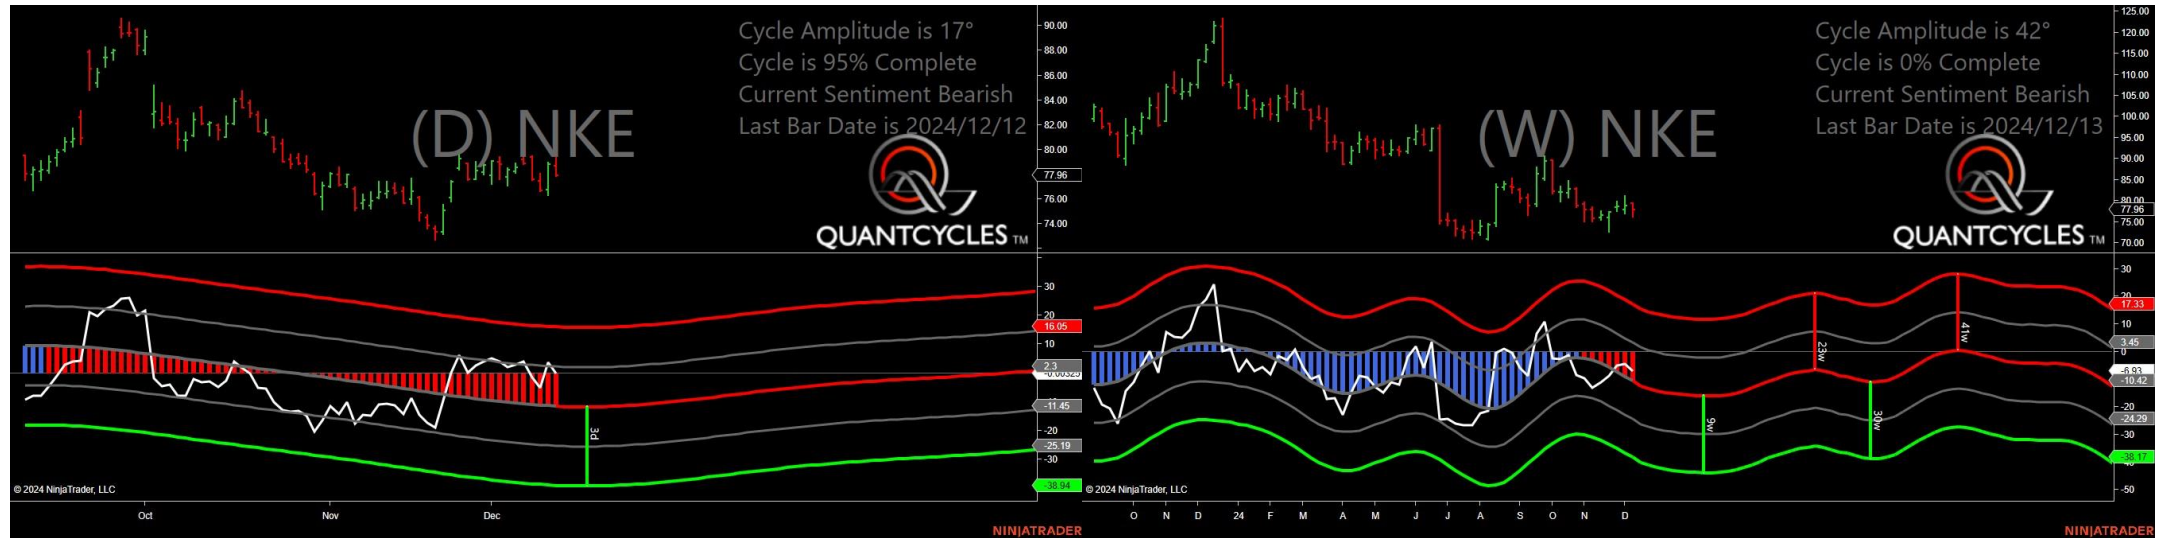 Cycle Amplitude is 17°
Cycle is 95% Complete
Current Sentiment Bearish
Last Bar Date is 2024/12/12
(D) NKE
QUANTCYCLES TM
90.00
88.00
86.00
84.00
82.00
80.00
77.96
76.00
74.00
30
20
16.05
10
2.3
-11.45
-20
-25.19
-30
-38.94
3d
© 2024 NinjaTrader, LLC
Oct Nov Dec
NINJATRADER
Cycle Amplitude is 42°
Cycle is 0% Complete
Current Sentiment Bearish
Last Bar Date is 2024/12/13
(W) NKE
QUANTCYCLES TM
125.00
120.00
115.00
110.00
105.00
100.00
95.00
90.00
85.00
80.00
77.96
75.00
70.00
30
20
17.33
10
3.45
0
-6.93
-10.42
-20
-24.29
-30
-38.17
-50
9w
23w
30w
41w
© 2024 NinjaTrader, LLC
O N D 24 F M A M J J A S O N D
NINJATRADER